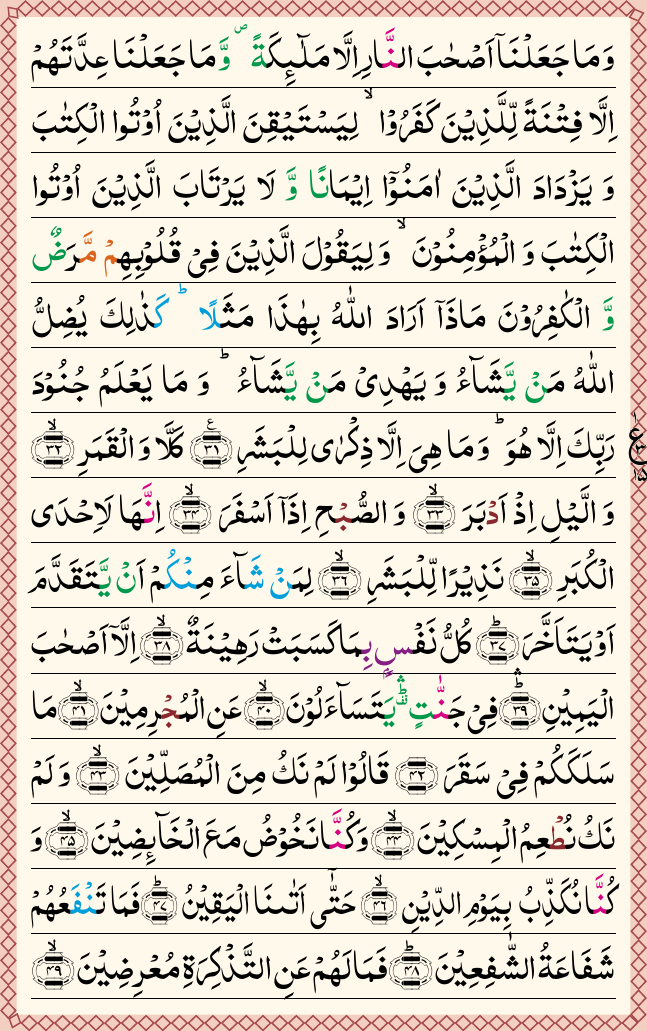 وَمَا جَعَلْنَاۤ اَصْحٰبَ النَّارِ اِلَّا مَلٰٓئِكَةً ۪ وَّمَا جَعَلْنَا عِدَّتَهُمْ
اِلَّا فِتْنَةً لِّلَّذِيْنَ كَفَرُوْا ۙ لِيَسْتَيْقِنَ الَّذِيْنَ اُوْتُوا الْكِتٰبَ
وَ يَزْدَادَ الَّذِيْنَ اٰمَنُوْۤا اِيْمَانًا وَّ لَا يَرْتَابَ الَّذِيْنَ اُوْتُوا
الْكِتٰبَ وَ الْمُؤْمِنُوْنَ ۙ وَ لِيَقُوْلَ الَّذِيْنَ فِىْ قُلُوْبِهِمْ مَّرَضٌ
وَّ الْكٰفِرُوْنَ مَاذَاۤ اَرَادَ اللّٰهُ بِهٰذَا مَثَلًا ؕ كَذٰلِكَ يُضِلُّ
اللّٰهُ مَنْ يَّشَآءُ وَ يَهْدِىْ مَنْ يَّشَآءُ ؕ وَ مَا يَعْلَمُ جُنُوْدَ
رَبِّكَ اِلَّا هُوَ ؕ وَ مَا هِىَ اِلَّا ذِكْرٰى لِلْبَشَرِ ﴿۳۱﴾ كَلَّا وَ الْقَمَرِ ۙ﴿۳۲﴾
وَ الَّيْلِ اِذْ اَدْبَرَ ۙ﴿۳۳﴾ وَ الصُّبْحِ اِذَاۤ اَسْفَرَ ۙ﴿۳۴﴾ اِنَّهَا لَاِحْدَى
الْكُبَرِ ۙ﴿۳۵﴾ نَذِيْرًا لِّلْبَشَرِ ۙ﴿۳۶﴾ لِمَنْ شَآءَ مِنْكُمْ اَنْ يَّتَقَدَّمَ
اَوْ يَتَاَخَّرَ ؕ﴿۳۷﴾ كُلُّ نَفْسٍۭ بِمَا كَسَبَتْ رَهِيْنَةٌ ۙ﴿۳۸﴾ اِلَّاۤ اَصْحٰبَ
الْيَمِيْنِ ؕۛ﴿۳۹﴾ فِىْ جَنّٰتٍ ؕۛ يَتَسَآءَلُوْنَ ۙ﴿۴۰﴾ عَنِ الْمُجْرِمِيْنَ ۙ﴿۴۱﴾ مَا
سَلَكَكُمْ فِىْ سَقَرَ ﴿۴۲﴾ قَالُوْا لَمْ نَكُ مِنَ الْمُصَلِّيْنَ ۙ﴿۴۳﴾ وَ لَمْ
نَكُ نُطْعِمُ الْمِسْكِيْنَ ۙ﴿۴۴﴾ وَ كُنَّا نَخُوْضُ مَعَ الْخَآئِضِيْنَ ۙ﴿۴۵﴾ وَ
كُنَّا نُكَذِّبُ بِيَوْمِ الدِّيْنِ ۙ﴿۴۶﴾ حَتّٰٓى اَتٰىنَا الْيَقِيْنُ ؕ﴿۴۷﴾ فَمَا تَنْفَعُهُمْ
شَفَاعَةُ الشّٰفِعِيْنَ ؕ﴿۴۸﴾ فَمَا لَهُمْ عَنِ التَّذْكِرَةِ مُعْرِضِيْنَ ۙ﴿۴۹﴾